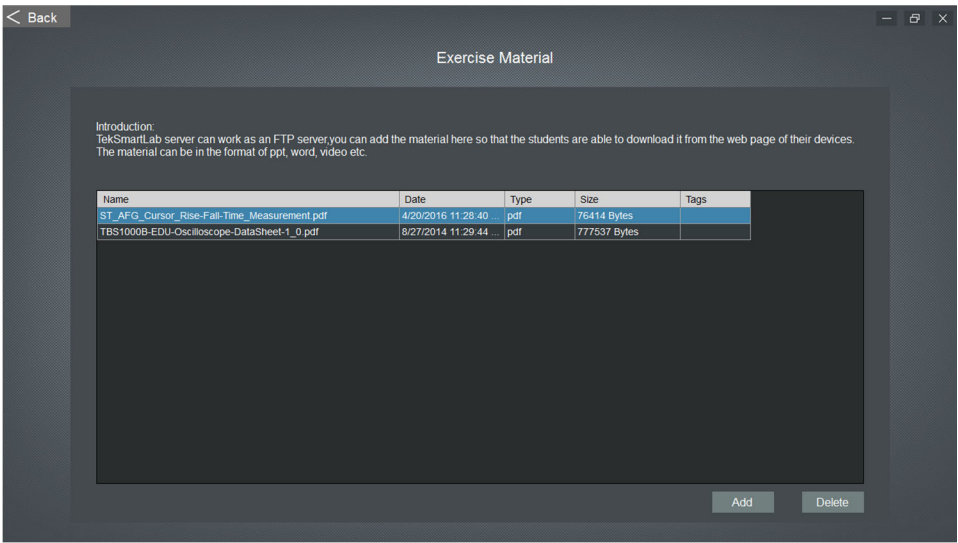 Back
Exercise Material
Introduction:
TekSmartLab server can work as an FTP server,you can add the material here so that the students are able to download it from the web page of their devices.
The material can be in the format of ppt, word, video etc.
Name Date Type Size Tags
ST_AFG_Cursor_Rise-Fall-Time_Measurement.pdf 4/20/2016 11:28:40 ... pdf 76414 Bytes
TBS1000B-EDU-Oscilloscope-DataSheet-1_0.pdf 8/27/2014 11:29:44 ... pdf 777537 Bytes
Add Delete